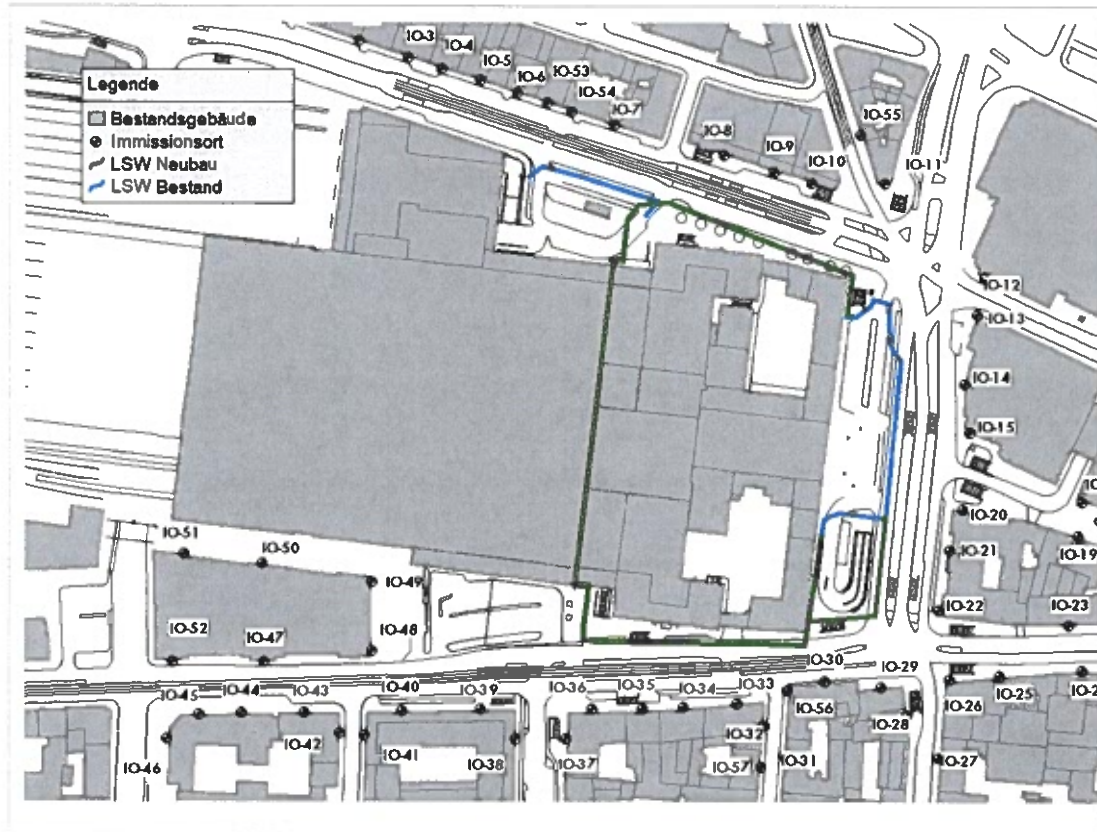 Legende
Bestandsgebäude
Immissionsort
LSW Neubau
LSW Bestand
IO-3
IO-4
IO-5
IO-6
IO-53
IO-54
IO-7
IO-8
IO-9
IO-10
IO-55
IO-11
IO-12
IO-13
IO-14
IO-15
IO-20
IO-19
IO-21
IO-22
IO-23
IO-51
IO-50
IO-49
IO-48
IO-52
IO-47
IO-30
IO-29
IO-45
IO-44
IO-43
IO-40
IO-39
IO-36
IO-35
IO-34
IO-33
IO-56
IO-28
IO-26
IO-25
IO-46
IO-42
IO-41
IO-38
IO-37
IO-32
IO-57
IO-31
IO-27